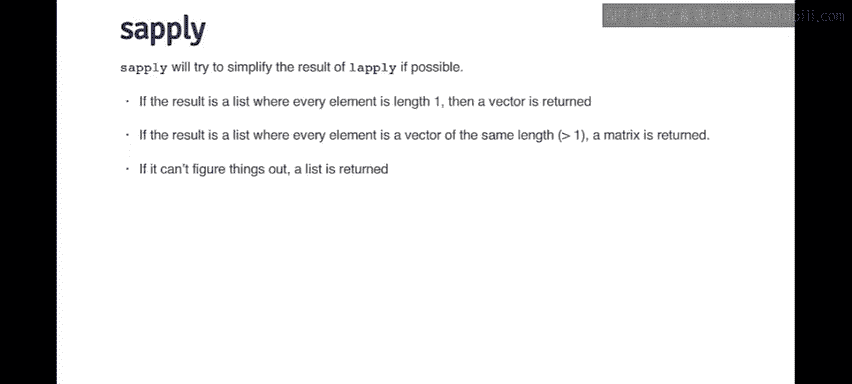 sapply
sapply will try to simplify the result of lapply if possible.
· If the result is a list where every element is length 1, then a vector is returned
· If the result is a list where every element is a vector of the same length (> 1), a matrix is returned.
· If it can't figure things out, a list is returned